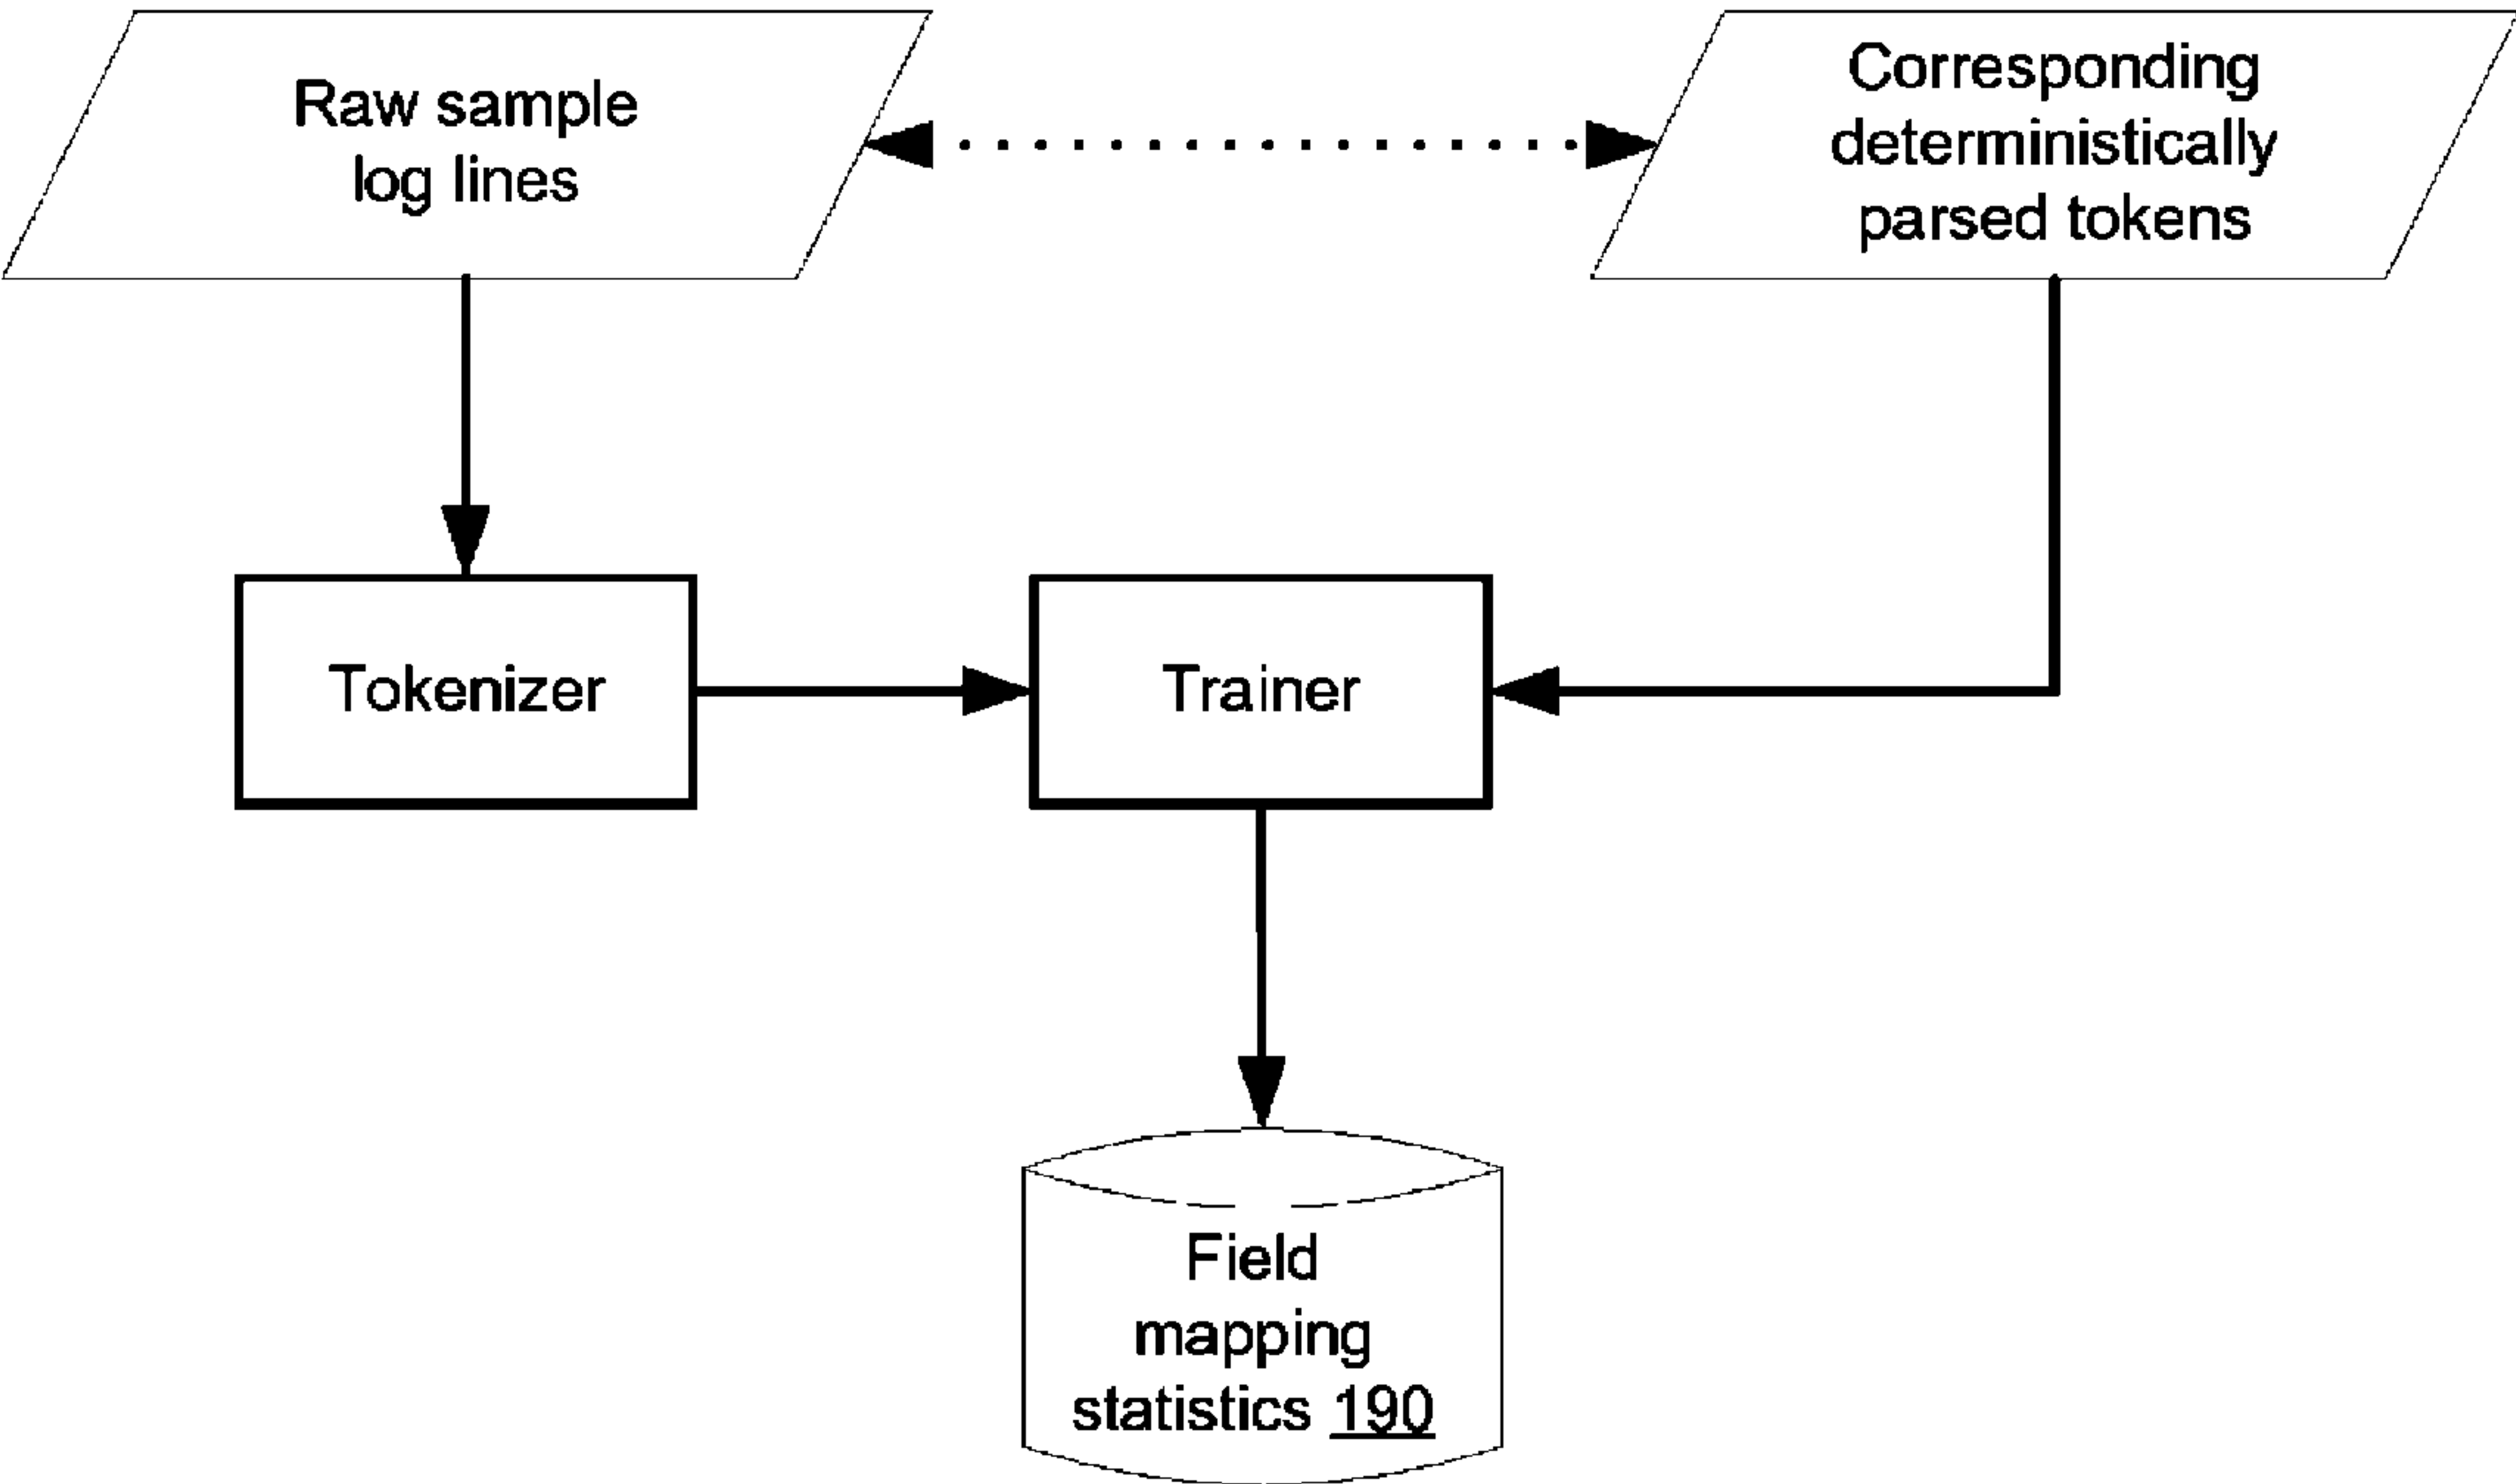 Raw sample
log lines
Corresponding
deterministically
parsed tokens
Tokenizer
Trainer
Field
mapping
statistics 190